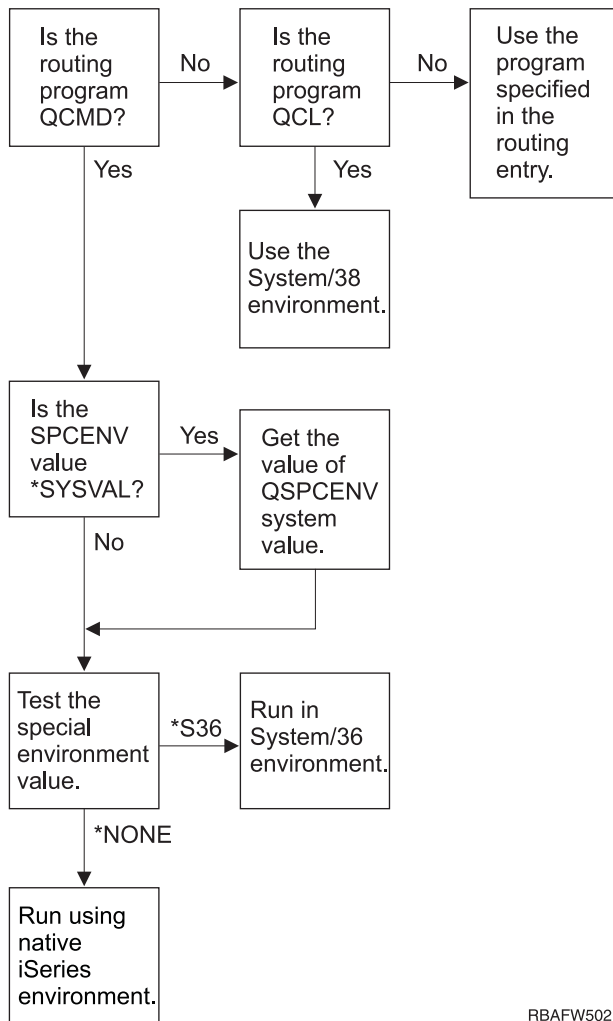 Is the
routing
program
QCMD?
No
Is the
routing
program
QCL?
No
Use the
program
specified
in the
routing
entry.
Yes
Yes
Use the
System/38
environment.
Is the
SPCENV
value
*SYSVAL?
Yes
Get the
value of
QSPCENV
system
value.
No
Test the
special
environment
value.
*S36
Run in
System/36
environment.
*NONE
Run using
native
iSeries
environment.
RBAFW502